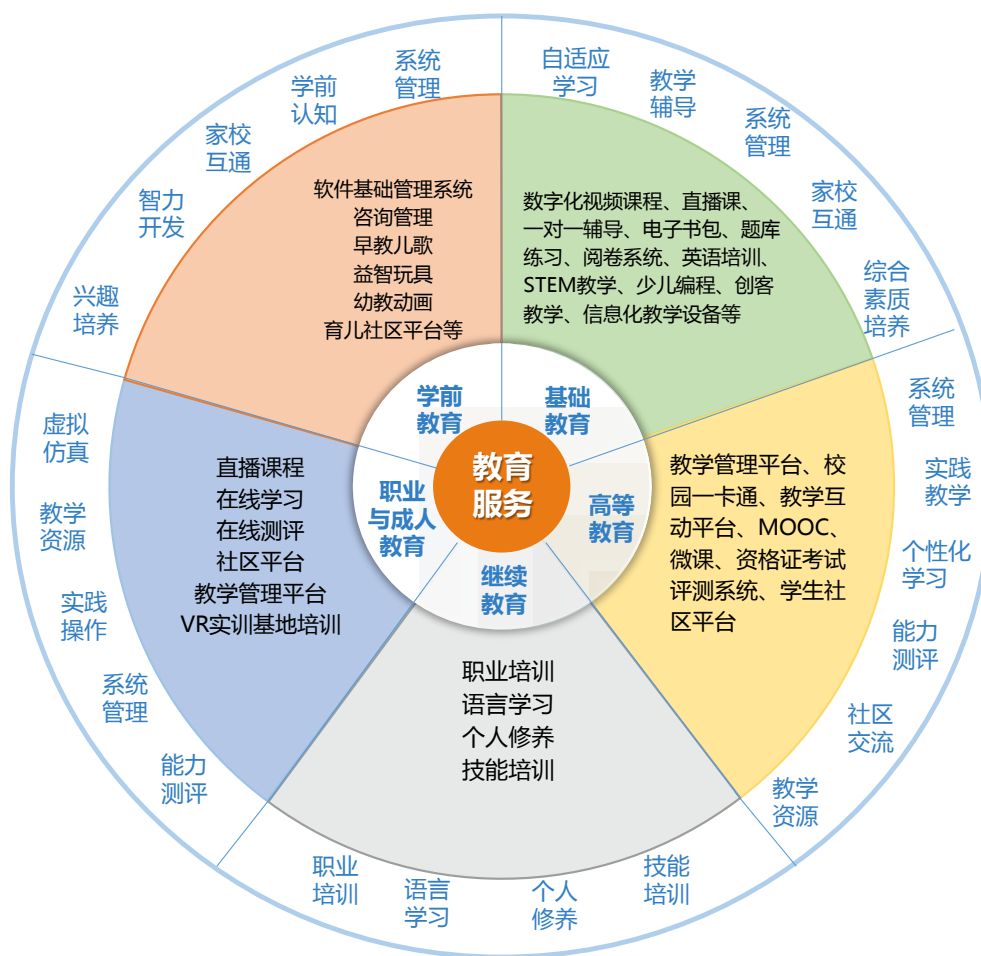 教育
服务
学前
教育
基础
教育
高等
教育
继续
教育
职业
与成人
教育
软件基础管理系统
咨询管理
早教儿歌
益智玩具
幼教动画
育儿社区平台等
数字化视频课程、直播课、
一对一辅导、电子书包、题库
练习、阅卷系统、英语培训、
STEM教学、少儿编程、创客
教学、信息化教学设备等
教学管理平台、校
园一卡通、教学互
动平台、MOOC、
微课、资格证考试
评测系统、学生社
区平台
职业培训
语言学习
个人修养
技能培训
直播课程
在线学习
在线测评
社区平台
教学管理平台
VR实训基地培训
兴趣
培养
智力
开发
家校
互通
学前
认知
系统
管理
自适应
学习
教学
辅导
系统
管理
家校
互通
综合
素质
培养
系统
管理
实践
教学
个性化
学习
能力
测评
社区
交流
教学
资源
技能
培训
个人
修养
语言
学习
职业
培训
能力
测评
系统
管理
实践
操作
教学
资源
虚拟
仿真